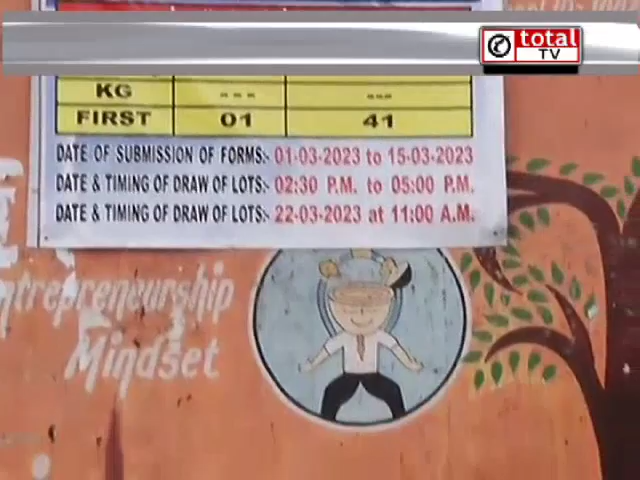 total
TV
KG --- ---
FIRST 01 41
DATE OF SUBMISSION OF FORMS:- 01-03-2023 to 15-03-2023
DATE & TIMING OF DRAW OF LOTS:- 02:30 P.M. to 05:00 P.M.
DATE & TIMING OF DRAW OF LOTS:- 22-03-2023 at 11:00 A.M.
ntrepreneurship
Mindset